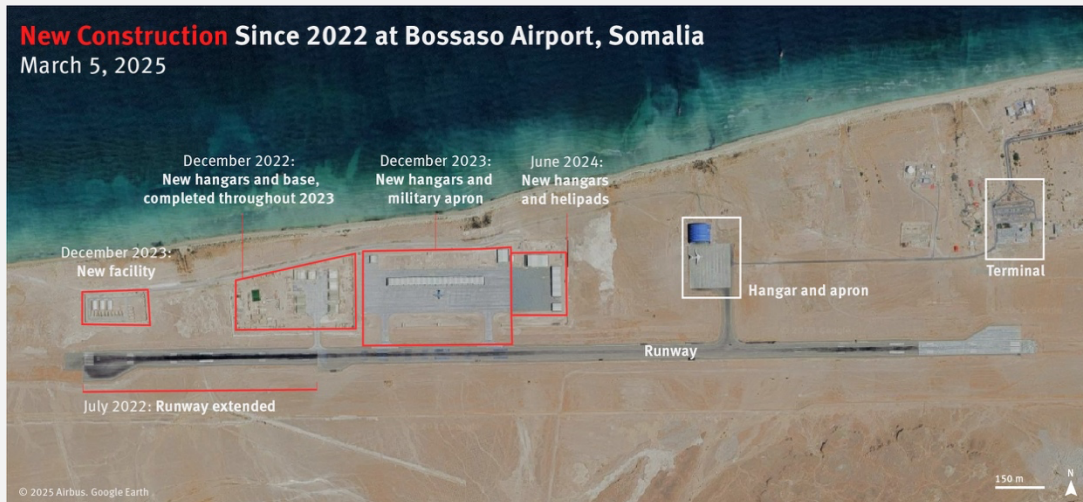 New Construction Since 2022 at Bossaso Airport, Somalia
March 5, 2025
December 2022:
New hangars and base,
completed throughout 2023
December 2023:
New hangars and
military apron
June 2024:
New hangars
and helipads
December 2023:
New facility
Terminal
Hangar and apron
Runway
July 2022: Runway extended
150 m
N
© 2025 Airbus. Google Earth